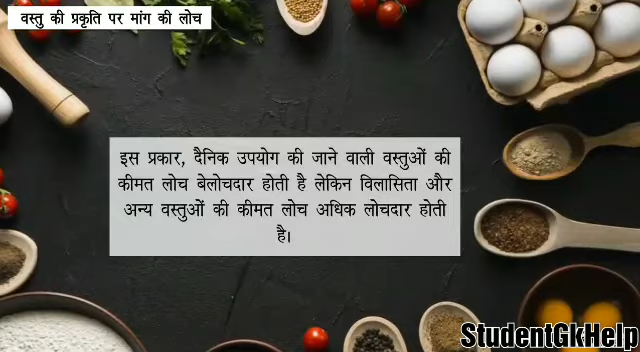 वस्तु की प्रकृति पर मांग की लोच
इस प्रकार, दैनिक उपयोग की जाने वाली वस्तुओं की
कीमत लोच बेलोचदार होती है लेकिन विलासिता और
अन्य वस्तुओं की कीमत लोच अधिक लोचदार होती
है।
StudentGkHelp